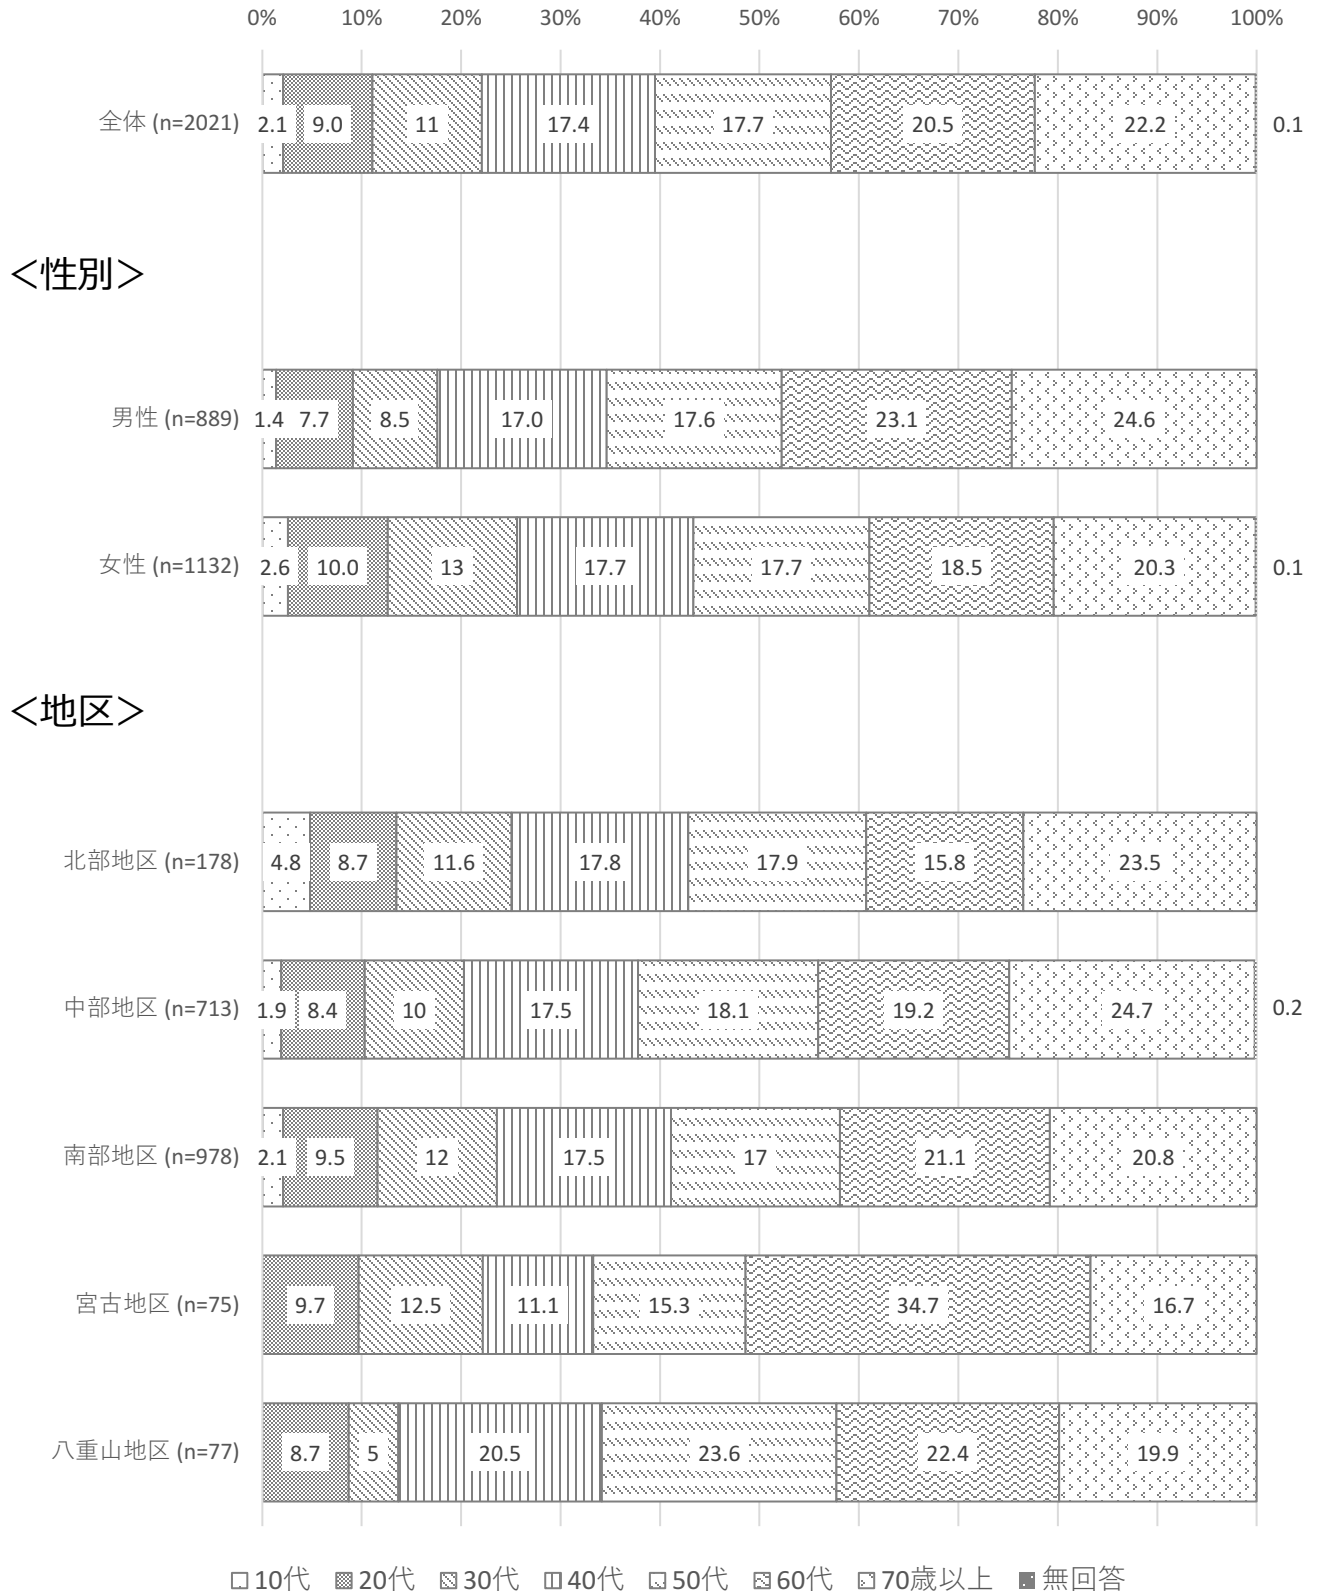 0% 10% 20% 30% 40% 50% 60% 70% 80% 90% 100%
全体 (n=2021) 2.1 9.0 11 17.4 17.7 20.5 22.2 0.1
＜性別＞
男性 (n=889) 1.4 7.7 8.5 17.0 17.6 23.1 24.6
女性 (n=1132) 2.6 10.0 13 17.7 17.7 18.5 20.3 0.1
＜地区＞
北部地区 (n=178) 4.8 8.7 11.6 17.8 17.9 15.8 23.5
中部地区 (n=713) 1.9 8.4 10 17.5 18.1 19.2 24.7 0.2
南部地区 (n=978) 2.1 9.5 12 17.5 17 21.1 20.8
宮古地区 (n=75) 9.7 12.5 11.1 15.3 34.7 16.7
八重山地区 (n=77) 8.7 5 20.5 23.6 22.4 19.9
10代 20代 30代 40代 50代 60代 70歳以上 無回答